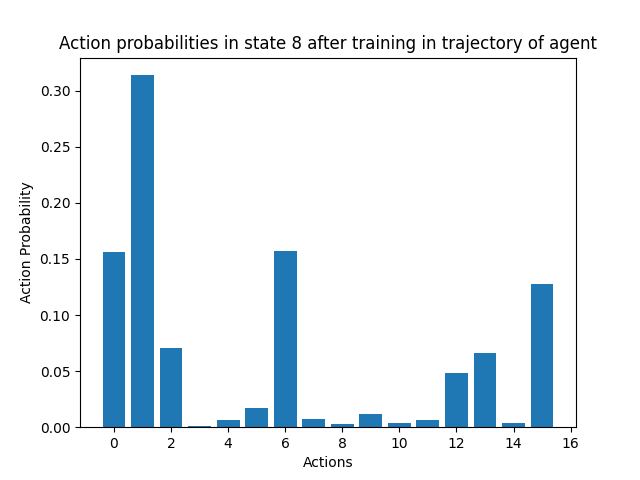 Action probabilities in state 8 after training in trajectory of agent
0.30
0.25
0.20
0.15
0.10
0.05
0.00
Action Probability
0 2 4 6 8 10 12 14 16
Actions